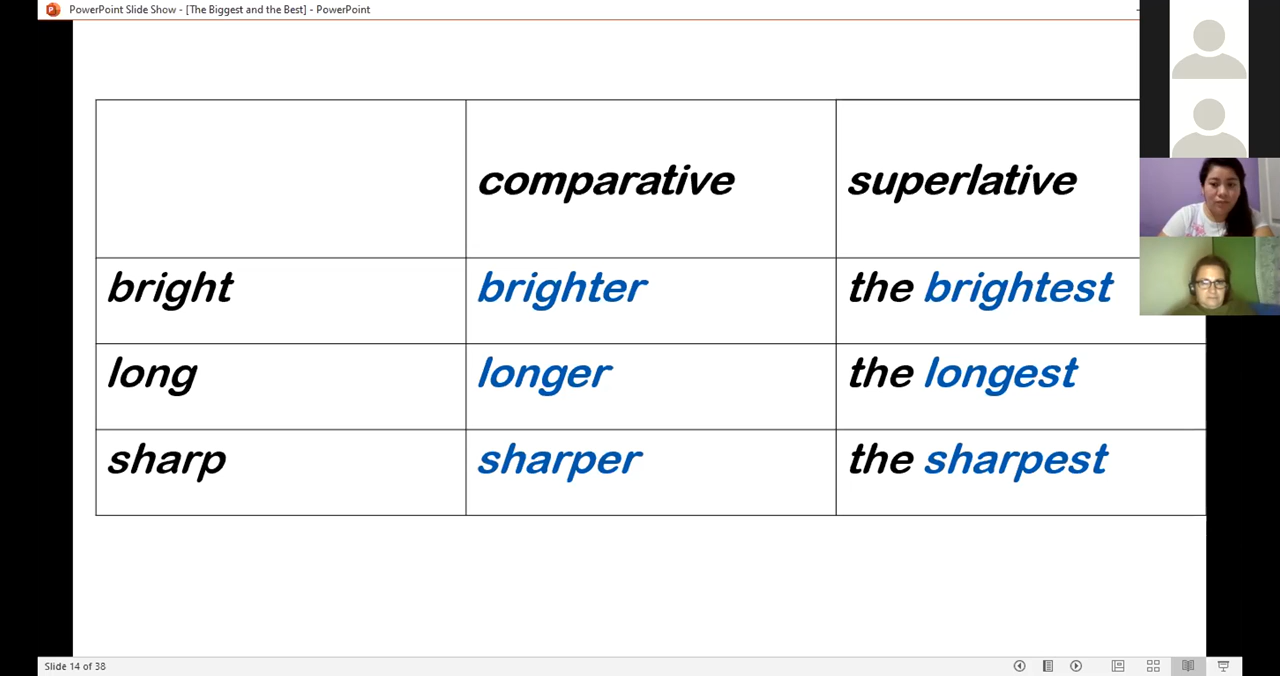 PowerPoint Slide Show - [The Biggest and the Best] - PowerPoint
comparative superlative
bright brighter the brightest
long longer the longest
sharp sharper the sharpest
Slide 14 of 38